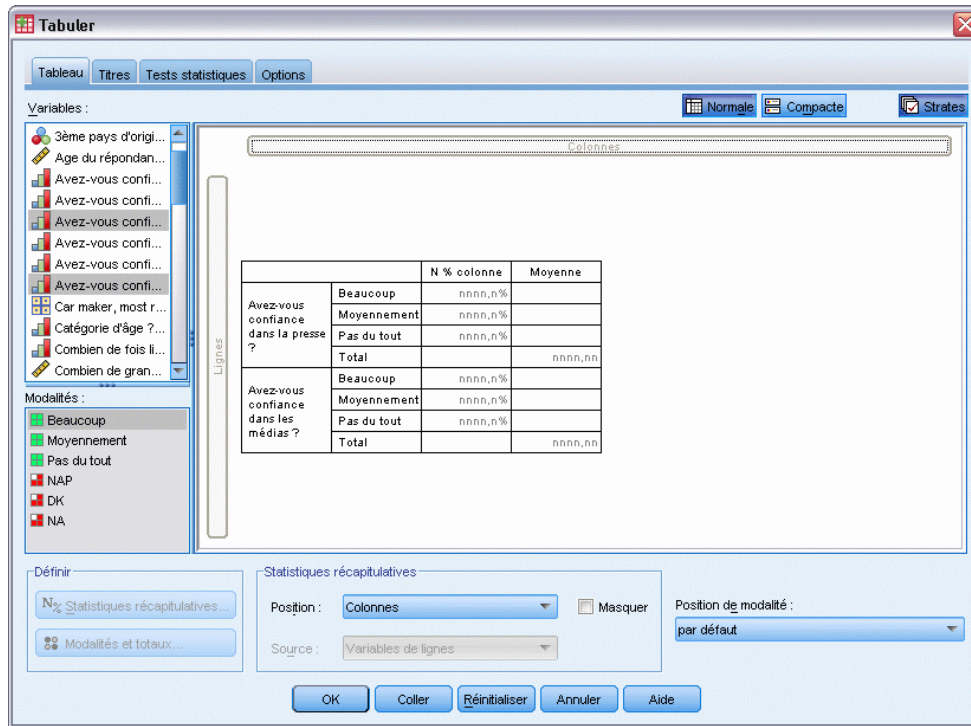 Tabuler
Tableau Titres Tests statistiques Options
Variables :
Normale Compacte Strates
3ème pays d'origi...
Age du répondan...
Avez-vous confi...
Avez-vous confi...
Avez-vous confi...
Avez-vous confi...
Avez-vous confi...
Avez-vous confi...
Car maker, most r...
Catégorie d'âge ?...
Combien de fois li...
Combien de gran...
Modalités :
Beaucoup
Moyennement
Pas du tout
NAP
DK
NA
Colonnes
Lignes
N % colonne Moyenne
Avez-vous confiance dans la presse ?
Beaucoup nnnn,n%
Moyennement nnnn,n%
Pas du tout nnnn,n%
Total nnnn,nn
Avez-vous confiance dans les médias ?
Beaucoup nnnn,n%
Moyennement nnnn,n%
Pas du tout nnnn,n%
Total nnnn,nn
Définir
N% Statistiques récapitulatives...
Modalités et totaux...
Statistiques récapitulatives
Position : Colonnes Masquer
Source : Variables de lignes
Position de modalité :
par défaut
OK Coller Réinitialiser Annuler Aide